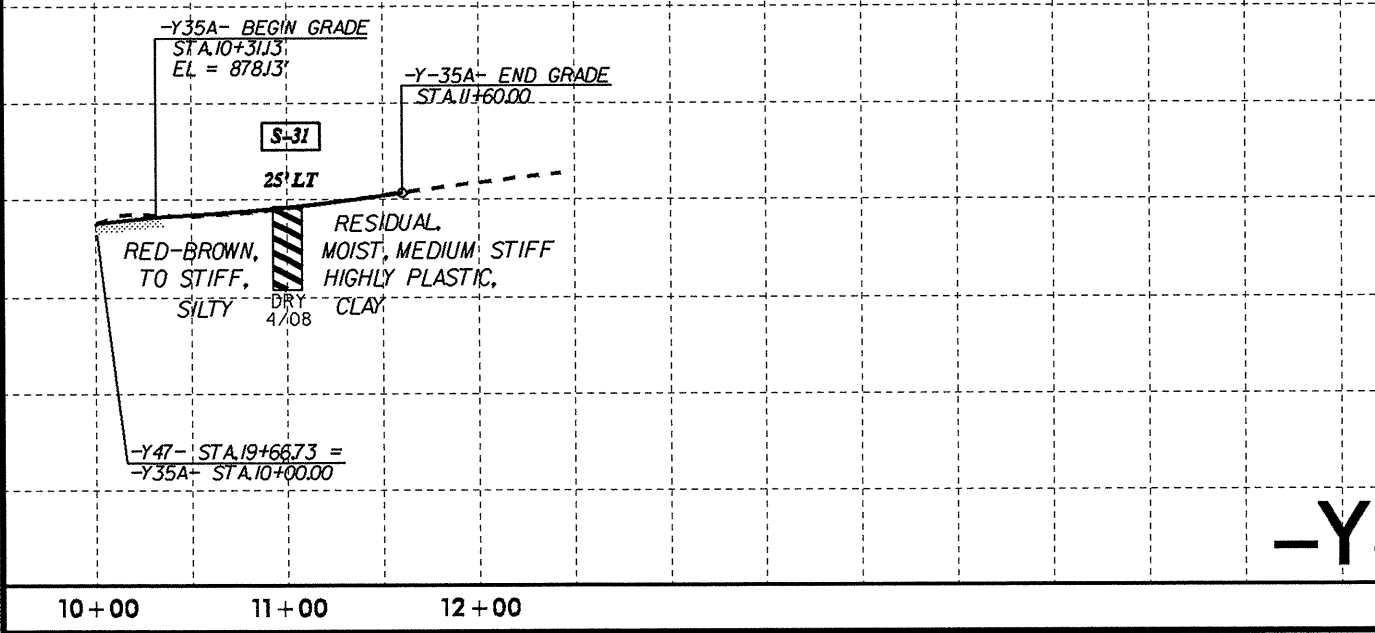 -Y35A- BEGIN GRADE
STA.10+31.13
EL = 878.13'
-Y-35A- END GRADE
STA.11+60.00
S-31
25' LT
RESIDUAL,
RED-BROWN, MOIST, MEDIUM STIFF
TO STIFF, HIGHLY PLASTIC,
SILTY CLAY
DRY
4/08
-Y47- STA.19+66.73 =
-Y35A- STA.10+00.00
-Y
10+00 11+00 12+00